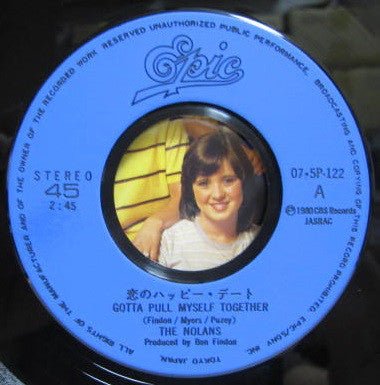 ALL RIGHTS OF THE MANUFACTURER AND OF THE OWNER OF THE RECORDED WORK RESERVED UNAUTHORIZED PUBLIC PERFORMANCE, BROADCASTING AND COPYING OF THIS RECORD PROHIBITED. EPIC/SONY INC. TOKYO JAPAN.
Epic
STEREO
45
2:45
07・5P-122
A
Ⓟ1980 CBS Records
JASRAC
恋のハッピー・デート
GOTTA PULL MYSELF TOGETHER
(Findon / Myers / Puzey)
THE NOLANS
Produced by Ben Findon